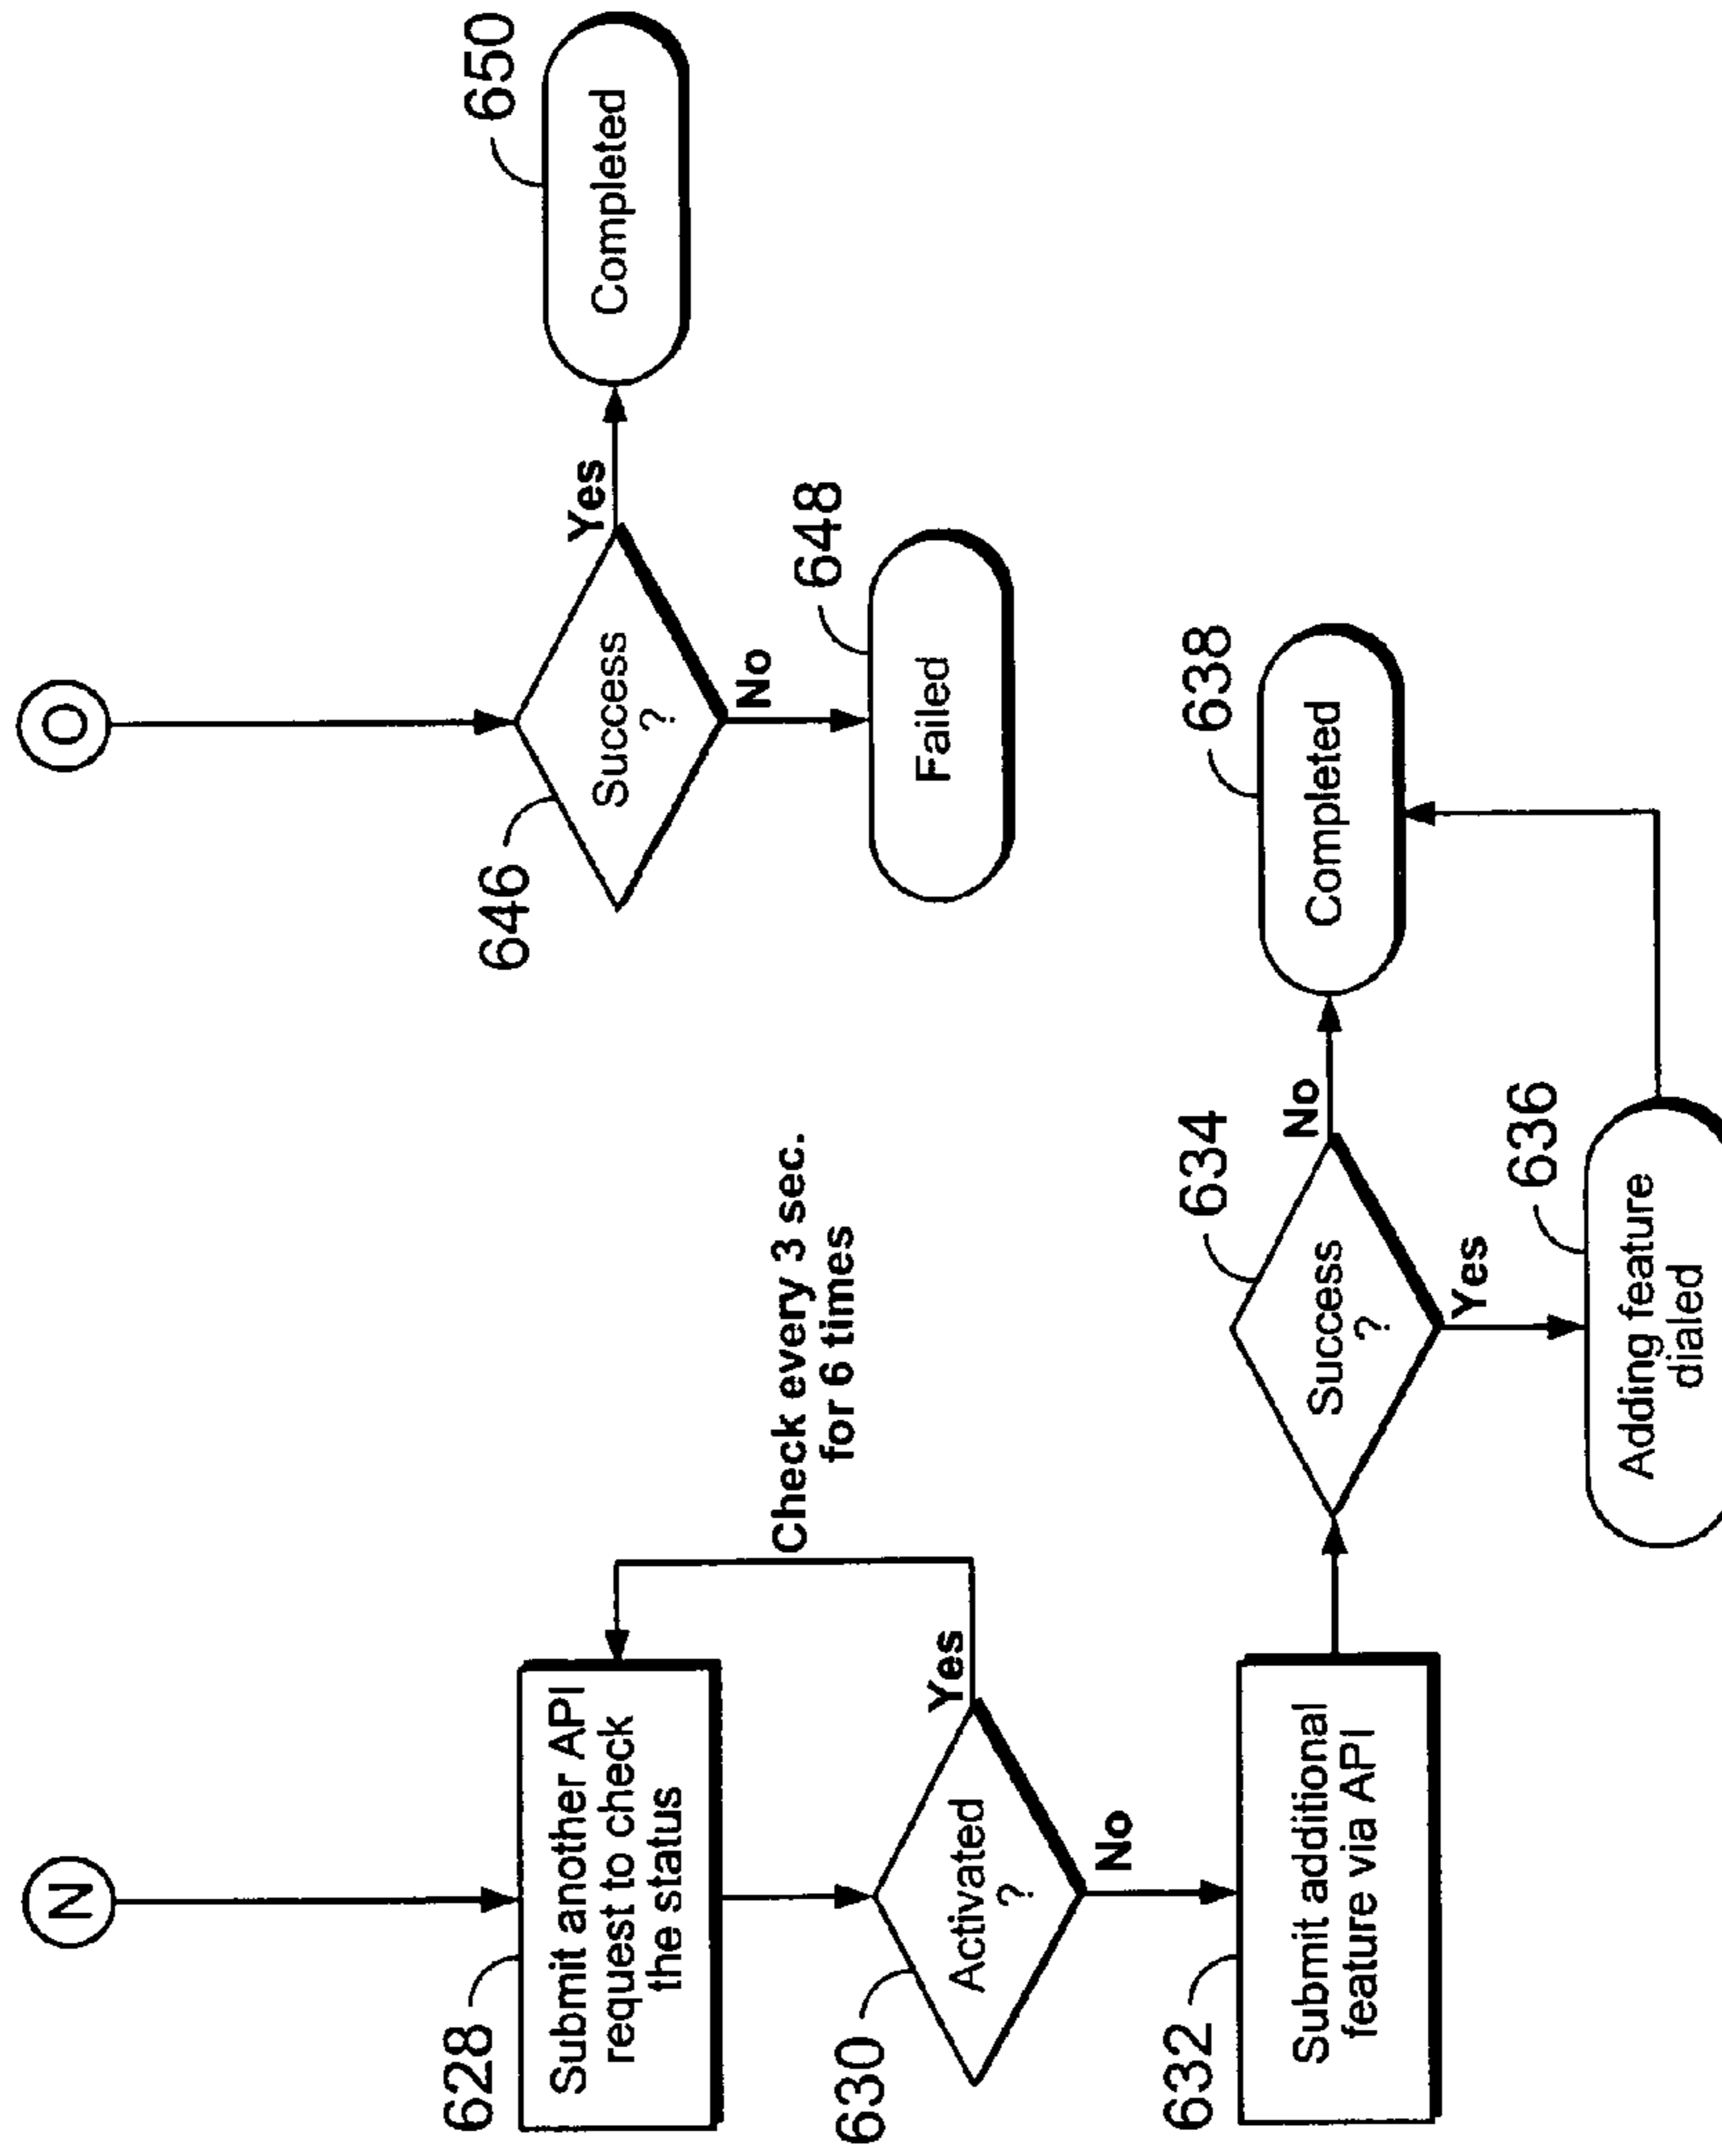 N
628
Submit another API
request to check
the status
630
Activated
?
Yes
Check every 3 sec.
for 6 times
No
632
Submit additional
feature via API
634
Success
?
No
638
Completed
Yes
636
Adding feature
dialed
O
646
Success
?
Yes
650
Completed
No
648
Failed